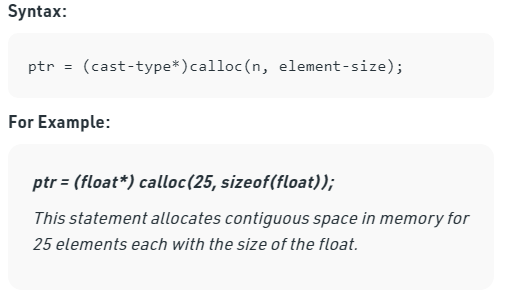 Syntax:
ptr = (cast-type*)calloc(n, element-size);
For Example:
ptr = (float*) calloc(25, sizeof(float));
This statement allocates contiguous space in memory for
25 elements each with the size of the float.